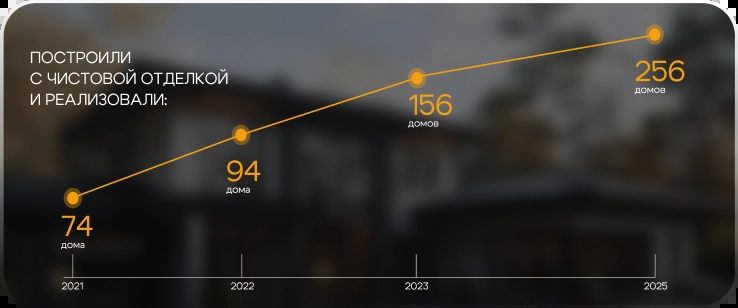 ПОСТРОИЛИ
С ЧИСТОВОЙ ОТДЕЛКОЙ
И РЕАЛИЗОВАЛИ:
256
домов
156
домов
94
дома
74
дома
2021 2022 2023 2025